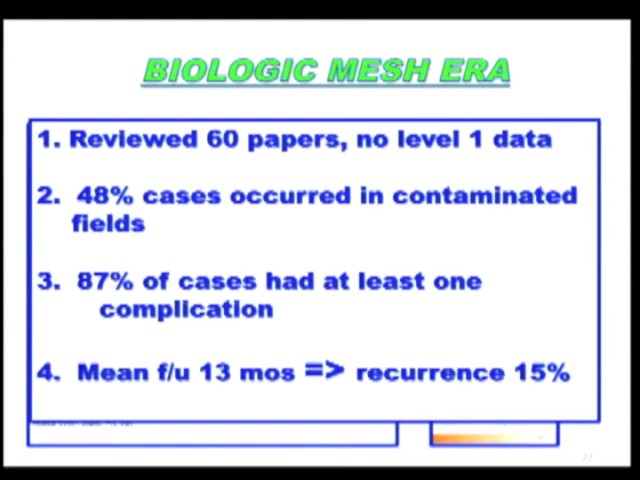 BIOLOGIC MESH ERA
1. Reviewed 60 papers, no level 1 data
2. 48% cases occurred in contaminated
fields
3. 87% of cases had at least one
complication
4. Mean f/u 13 mos => recurrence 15%